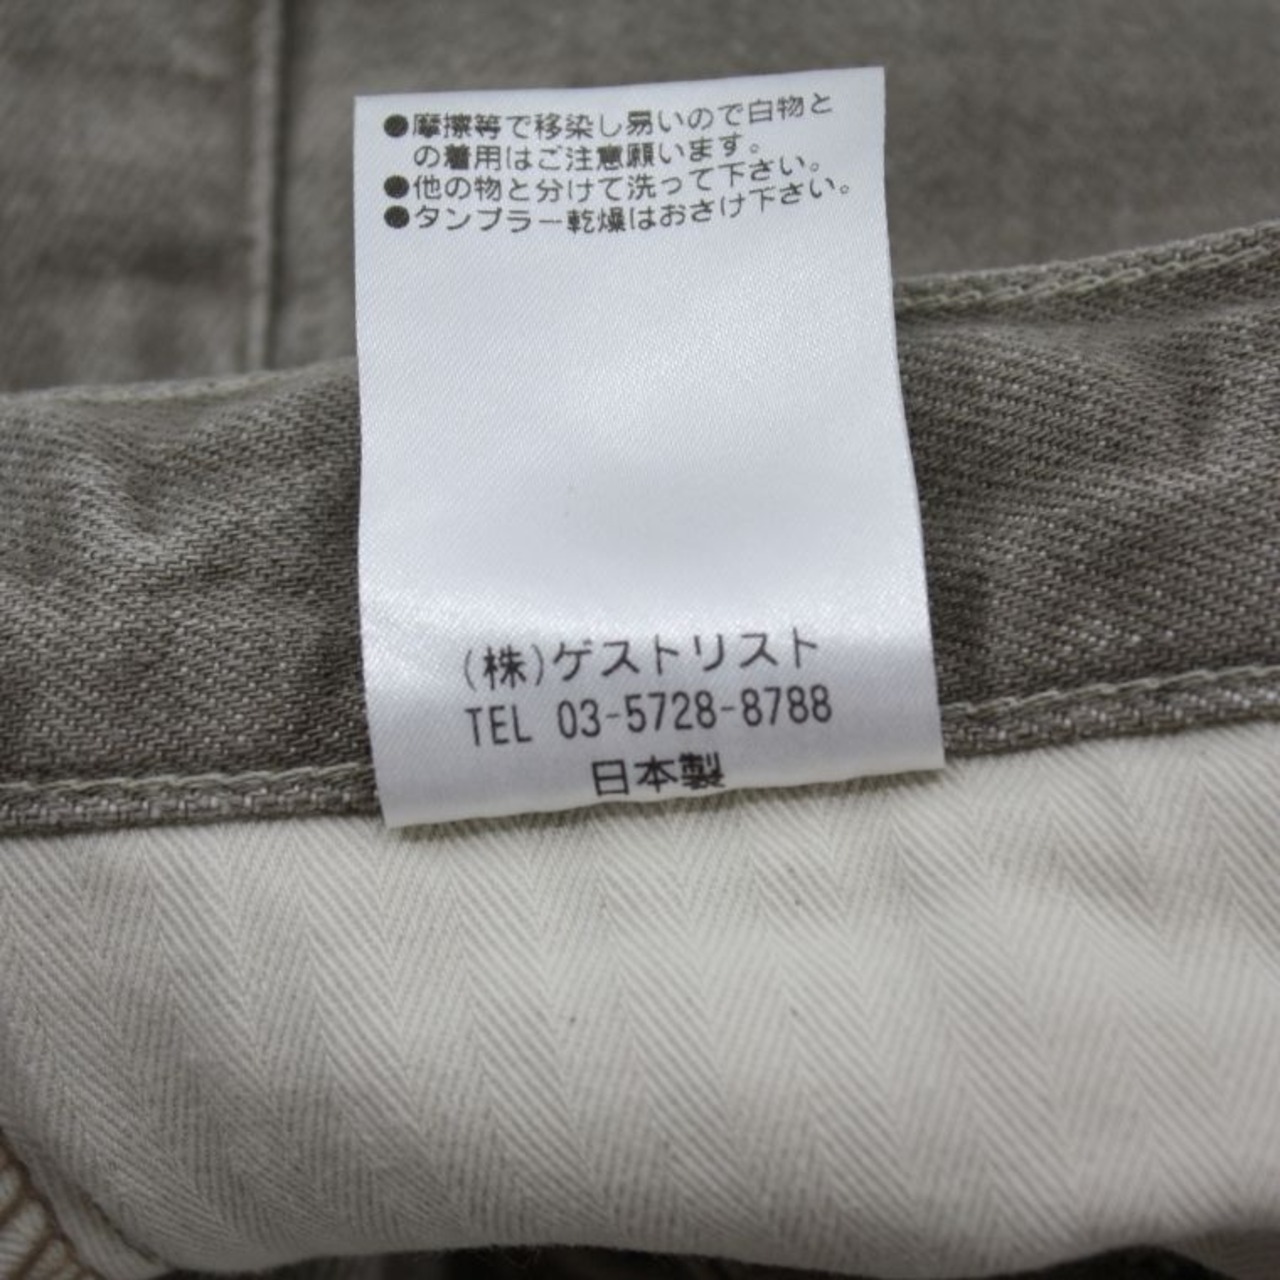 ●摩擦等で移染し易いので白物と
の着用はご注意願います。
●他の物と分けて洗って下さい。
●タンブラー乾燥はおさけ下さい。
(株)ゲストリスト
TEL 03-5728-8788
日本製